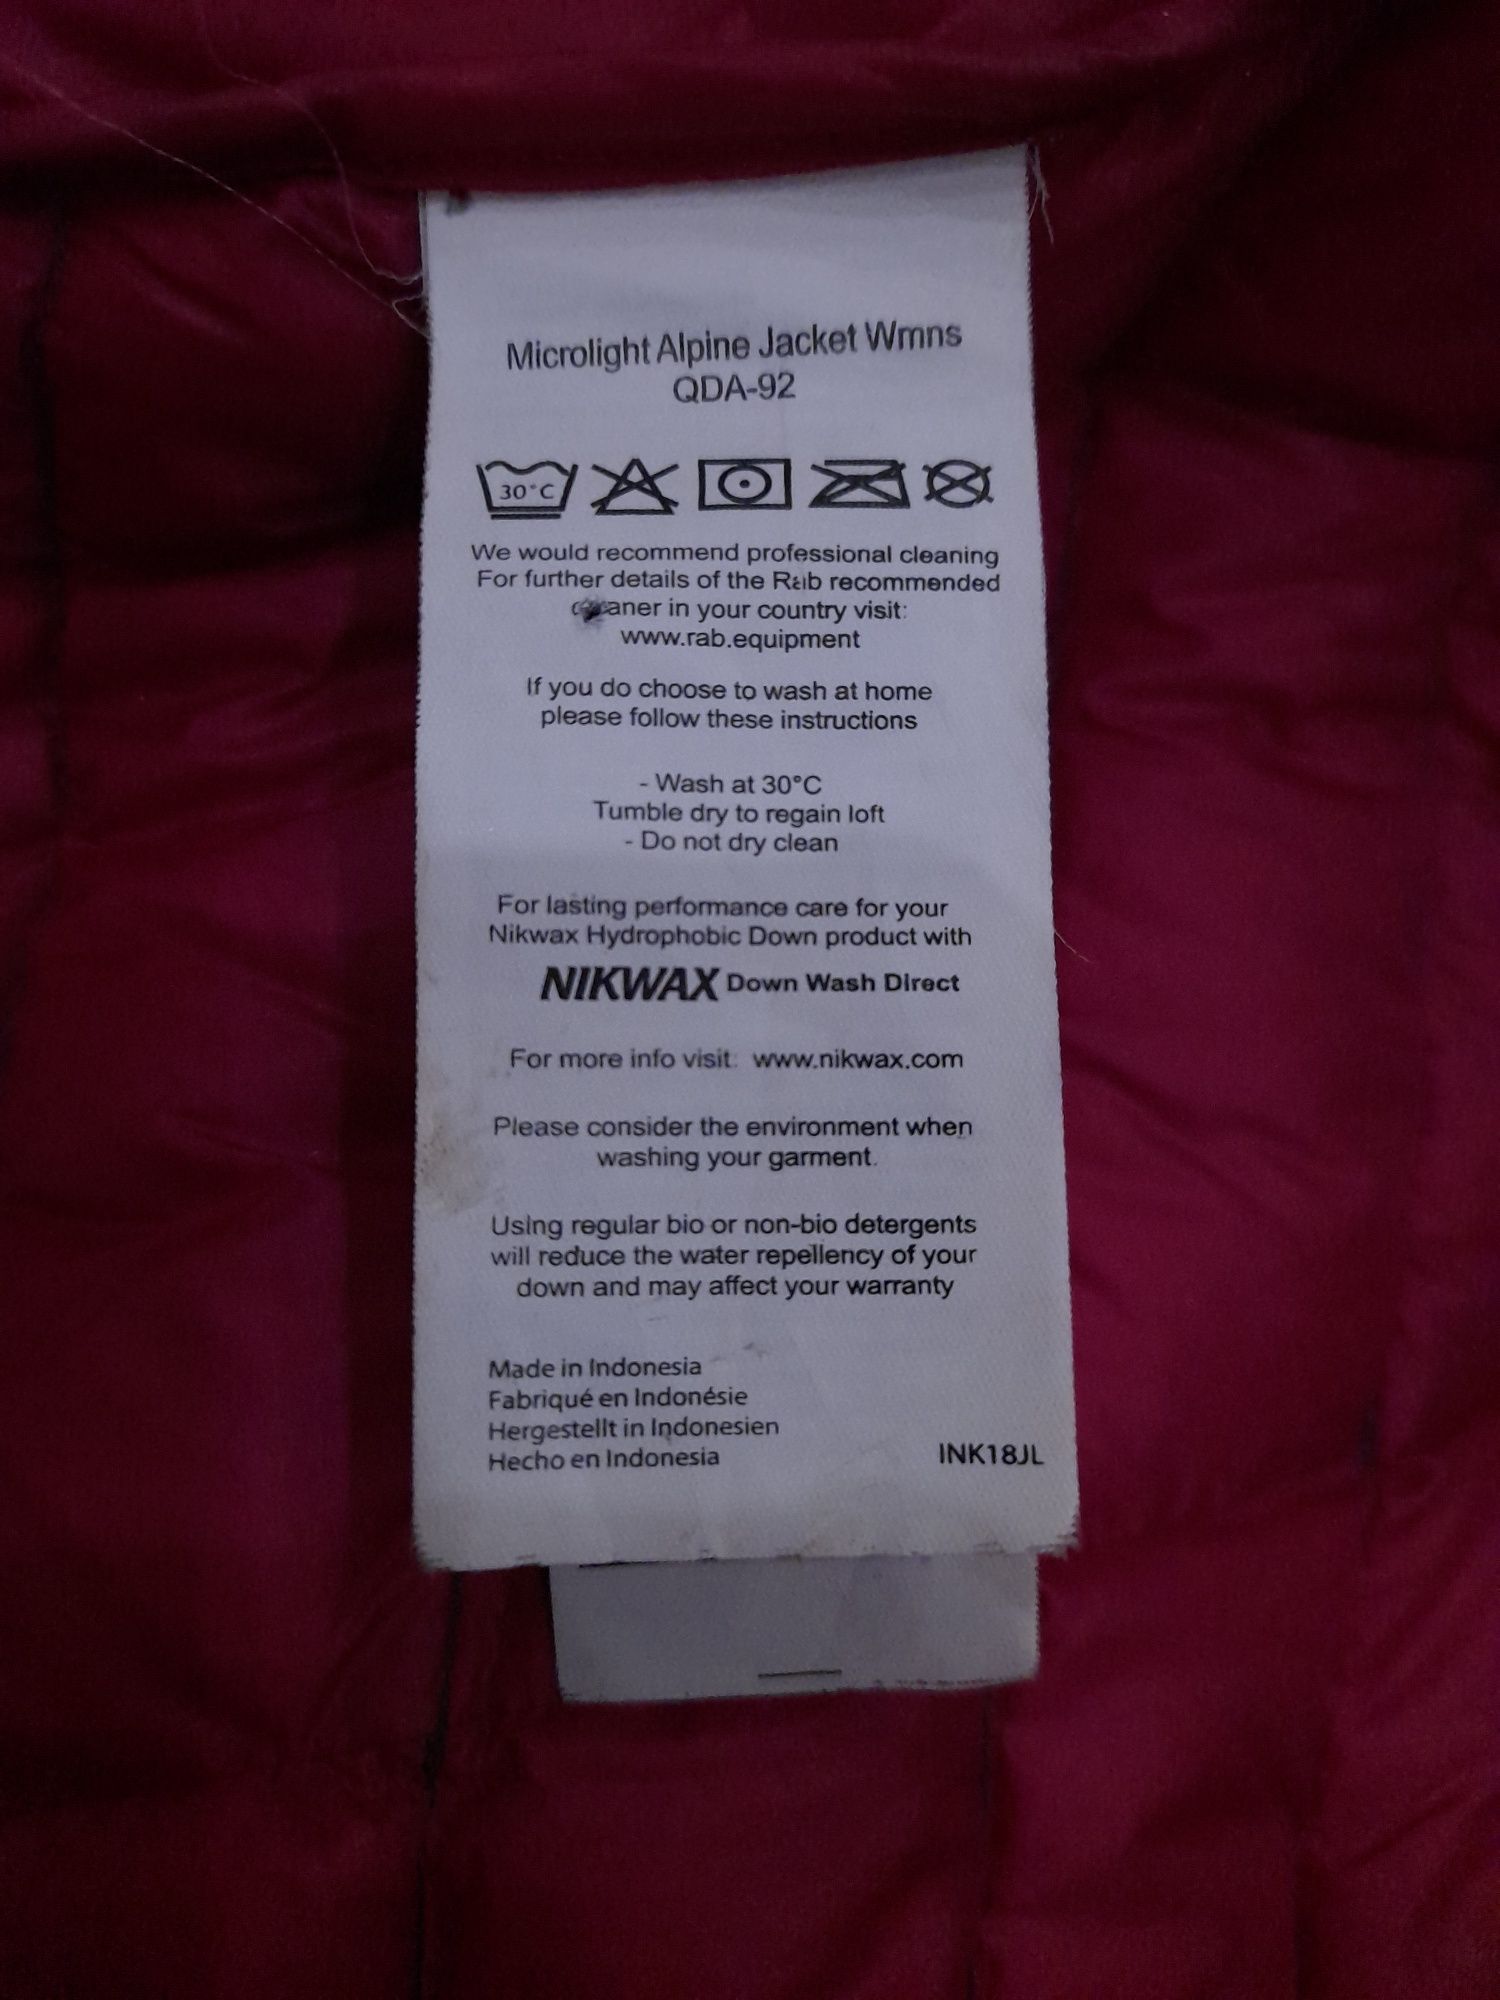 Microlight Alpine Jacket Wmns
QDA-92
30°C
We would recommend professional cleaning
For further details of the Rab recommended
cleaner in your country visit:
www.rab.equipment
If you do choose to wash at home
please follow these instructions
- Wash at 30°C
Tumble dry to regain loft
- Do not dry clean
For lasting performance care for your
Nikwax Hydrophobic Down product with
NIKWAX Down Wash Direct
For more info visit: www.nikwax.com
Please consider the environment when
washing your garment.
Using regular bio or non-bio detergents
will reduce the water repellency of your
down and may affect your warranty
Made in Indonesia
Fabriqué en Indonésie
Hergestellt in Indonesien
Hecho en Indonesia
INK18JL